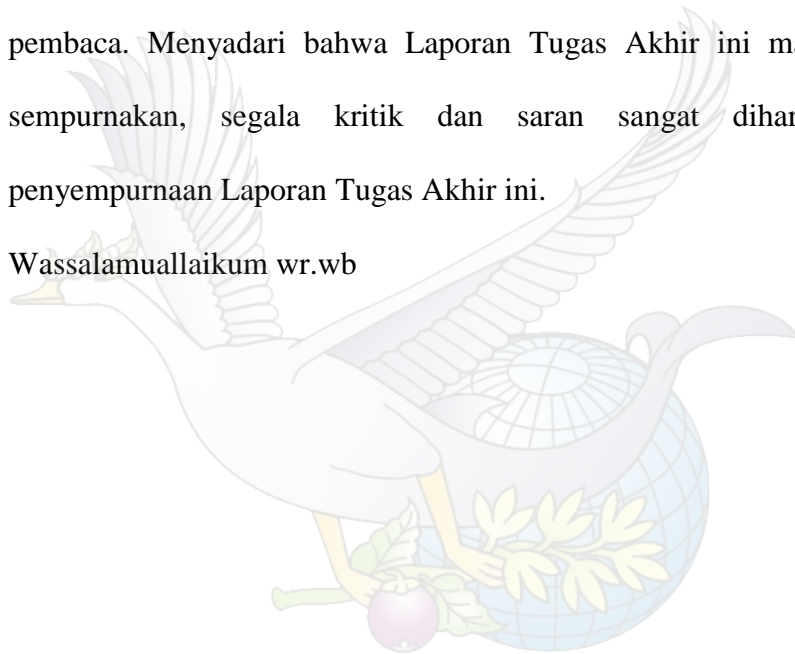 pembaca. Menyadari bahwa Laporan Tugas Akhir ini
sempurnakan, segala kritik dan saran sangat
penyempurnaan Laporan Tugas Akhir ini.
Wassalamuallaikum wr.wb